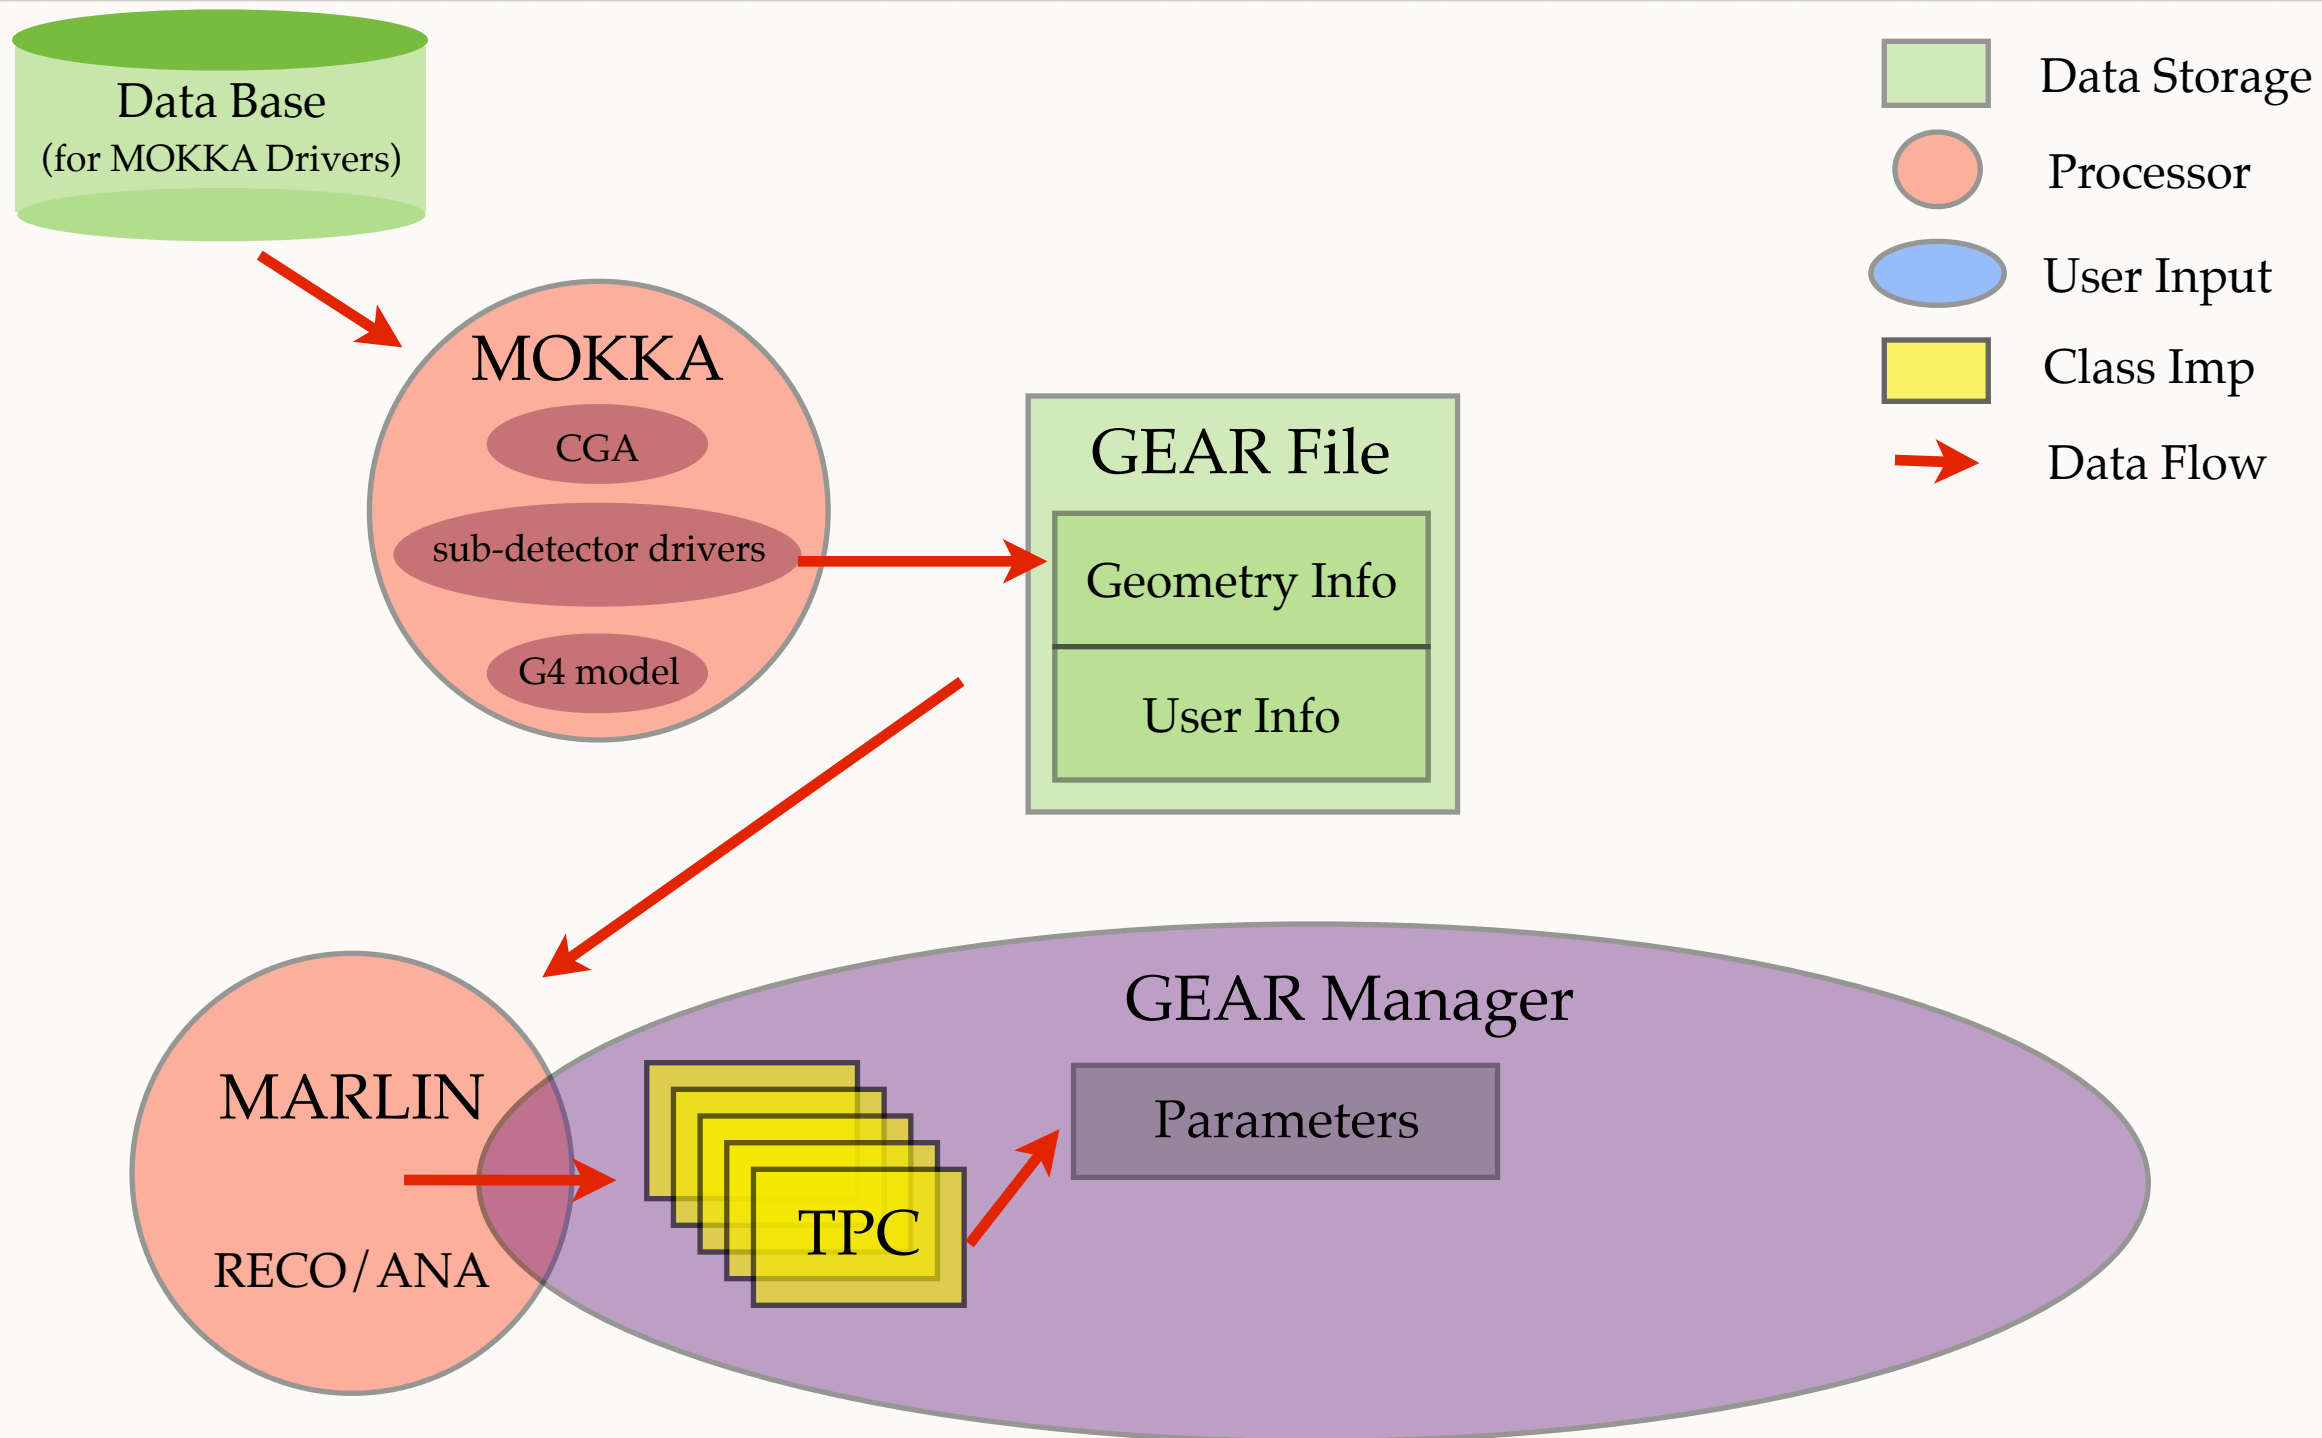 Data Base
(for MOKKA Drivers)
MOKKA
CGA
sub-detector drivers
G4 model
GEAR File
Geometry Info
User Info
Data Storage
Processor
User Input
Class Imp
Data Flow
MARLIN
RECO/ANA
GEAR Manager
TPC
Parameters